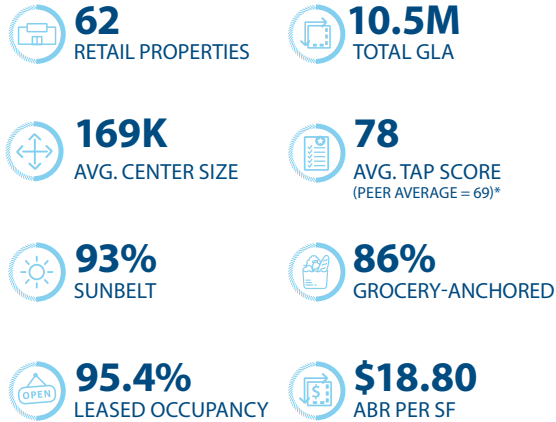 62
RETAIL PROPERTIES
10.5M
TOTAL GLA
169K
AVG. CENTER SIZE
78
AVG. TAP SCORE
(PEER AVERAGE = 69)*
93%
SUNBELT
86%
GROCERY-ANCHORED
OPEN
95.4%
LEASED OCCUPANCY
$
$18.80
ABR PER SF